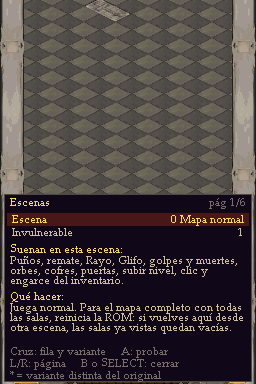 Escenas pág 1/6
Escena 0 Mapa normal
Invulnerable 1
Suenan en esta escena:
Puños, remate, Rayo, Glifo, golpes y muertes,
orbes, cofres, puertas, subir nivel, clic y
engarce del inventario.
Qué hacer:
Juega normal. Para el mapa completo con todas
las salas, reinicia la ROM: si vuelves aquí desde
otra escena, las salas ya vistas quedan vacías.
Cruz: fila y variante A: probar
L/R: página B o SELECT: cerrar
* = variante distinta del original